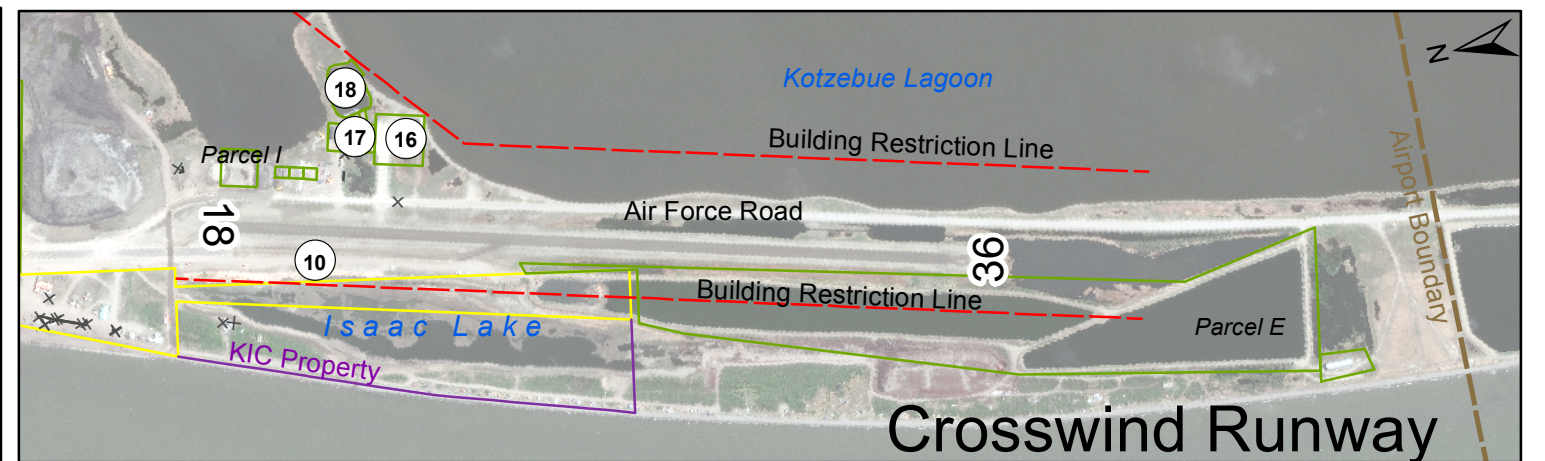 N
Kotzebue Lagoon
18
17
16
Building Restriction Line
Parcel I
Airport Boundary
18
Air Force Road
36
10
Building Restriction Line
Isaac Lake
Parcel E
KIC Property
Crosswind Runway